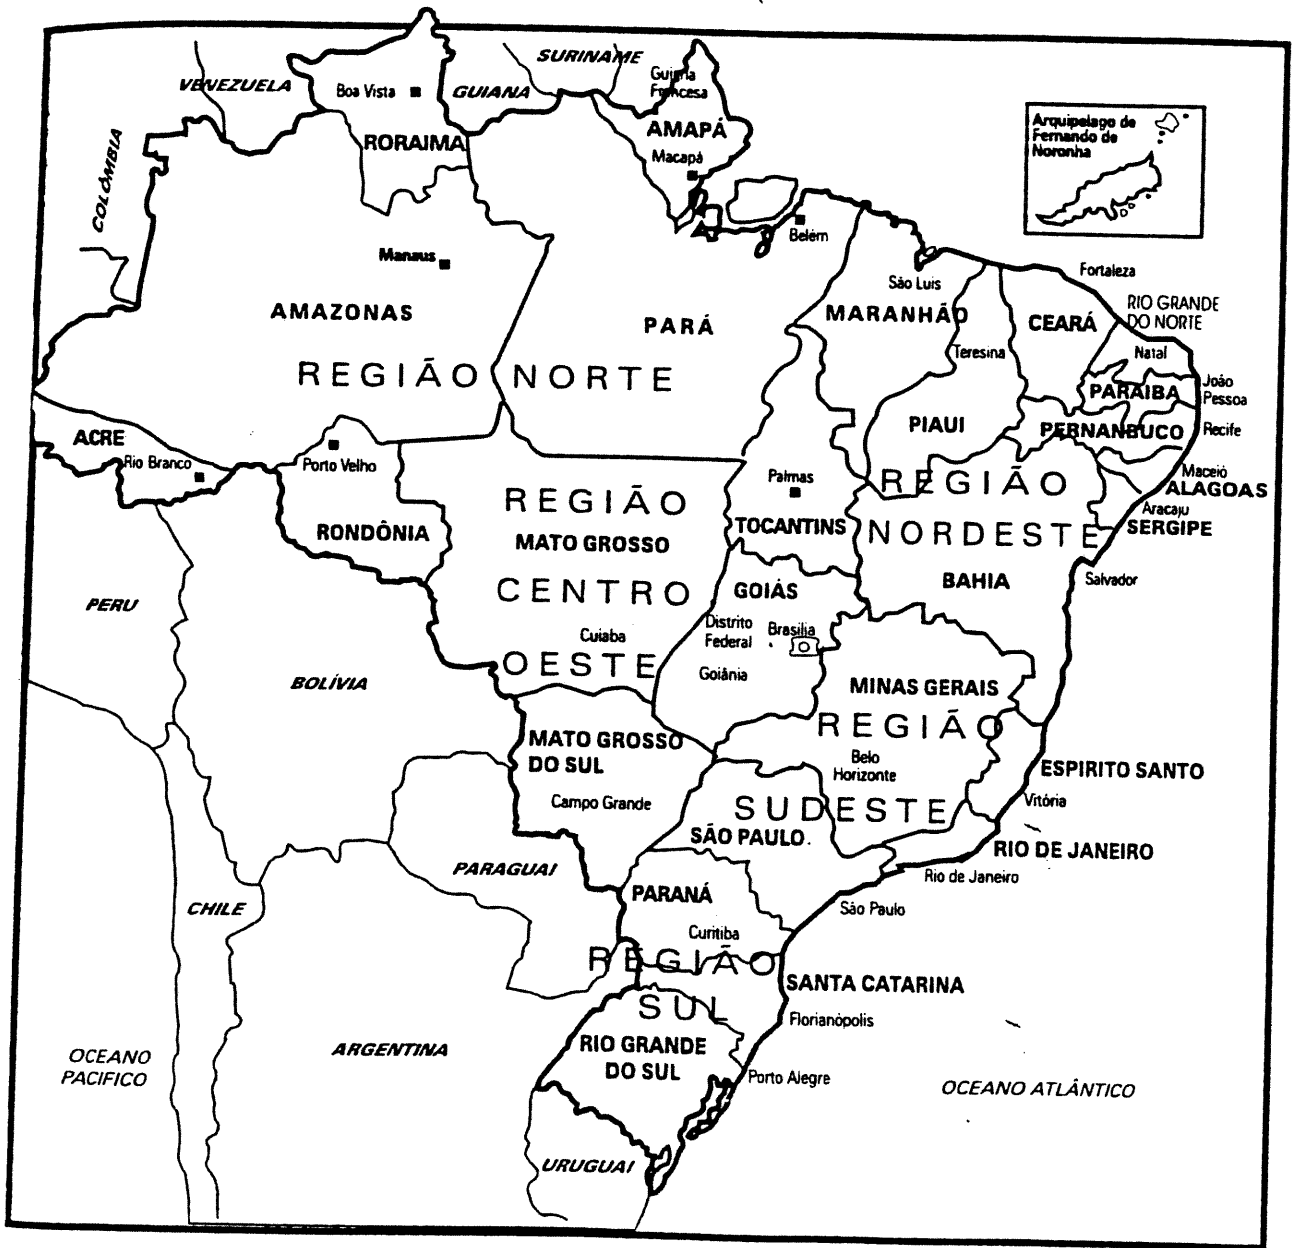 SURINAME
VENEZUELA
Boa Vista
GUIANA
Guiana
Francesa
COLÔMBIA
RORAIMA
AMAPÁ
Macapá
Arquipelago de
Fernando de
Noronha
Belém
Manaus
São Luis
Fortaleza
AMAZONAS
PARÁ
MARANHÃO
CEARÁ
RIO GRANDE
DO NORTE
Teresina
Natal
REGIÃO NORTE
PARAIBA
João
Pessoa
ACRE
PIAUI
PERNANBUCO
Recife
Rio Branco
Porto Velho
Palmas
REGIÃO
NORDESTE
Maceió
ALAGOAS
Aracaju
SERGIPE
RONDÔNIA
REGIÃO
MATO GROSSO
CENTRO
Cuiaba
OESTE
TOCANTINS
GOIÁS
BAHIA
Salvador
PERU
Distrito
Federal
Brasilia
Goiânia
BOLÍVIA
MINAS GERAIS
REGIÃO
MATO GROSSO
DO SUL
Belo
Horizonte
ESPIRITO SANTO
Campo Grande
SUDESTE
Vitória
SÃO PAULO
RIO DE JANEIRO
PARAGUAI
Rio de Janeiro
PARANÁ
São Paulo
CHILE
Curitiba
REGIÃO
SUL
SANTA CATARINA
Florianópolis
ARGENTINA
RIO GRANDE
DO SUL
OCEANO
PACIFICO
Porto Alegre
OCEANO ATLÂNTICO
URUGUAI